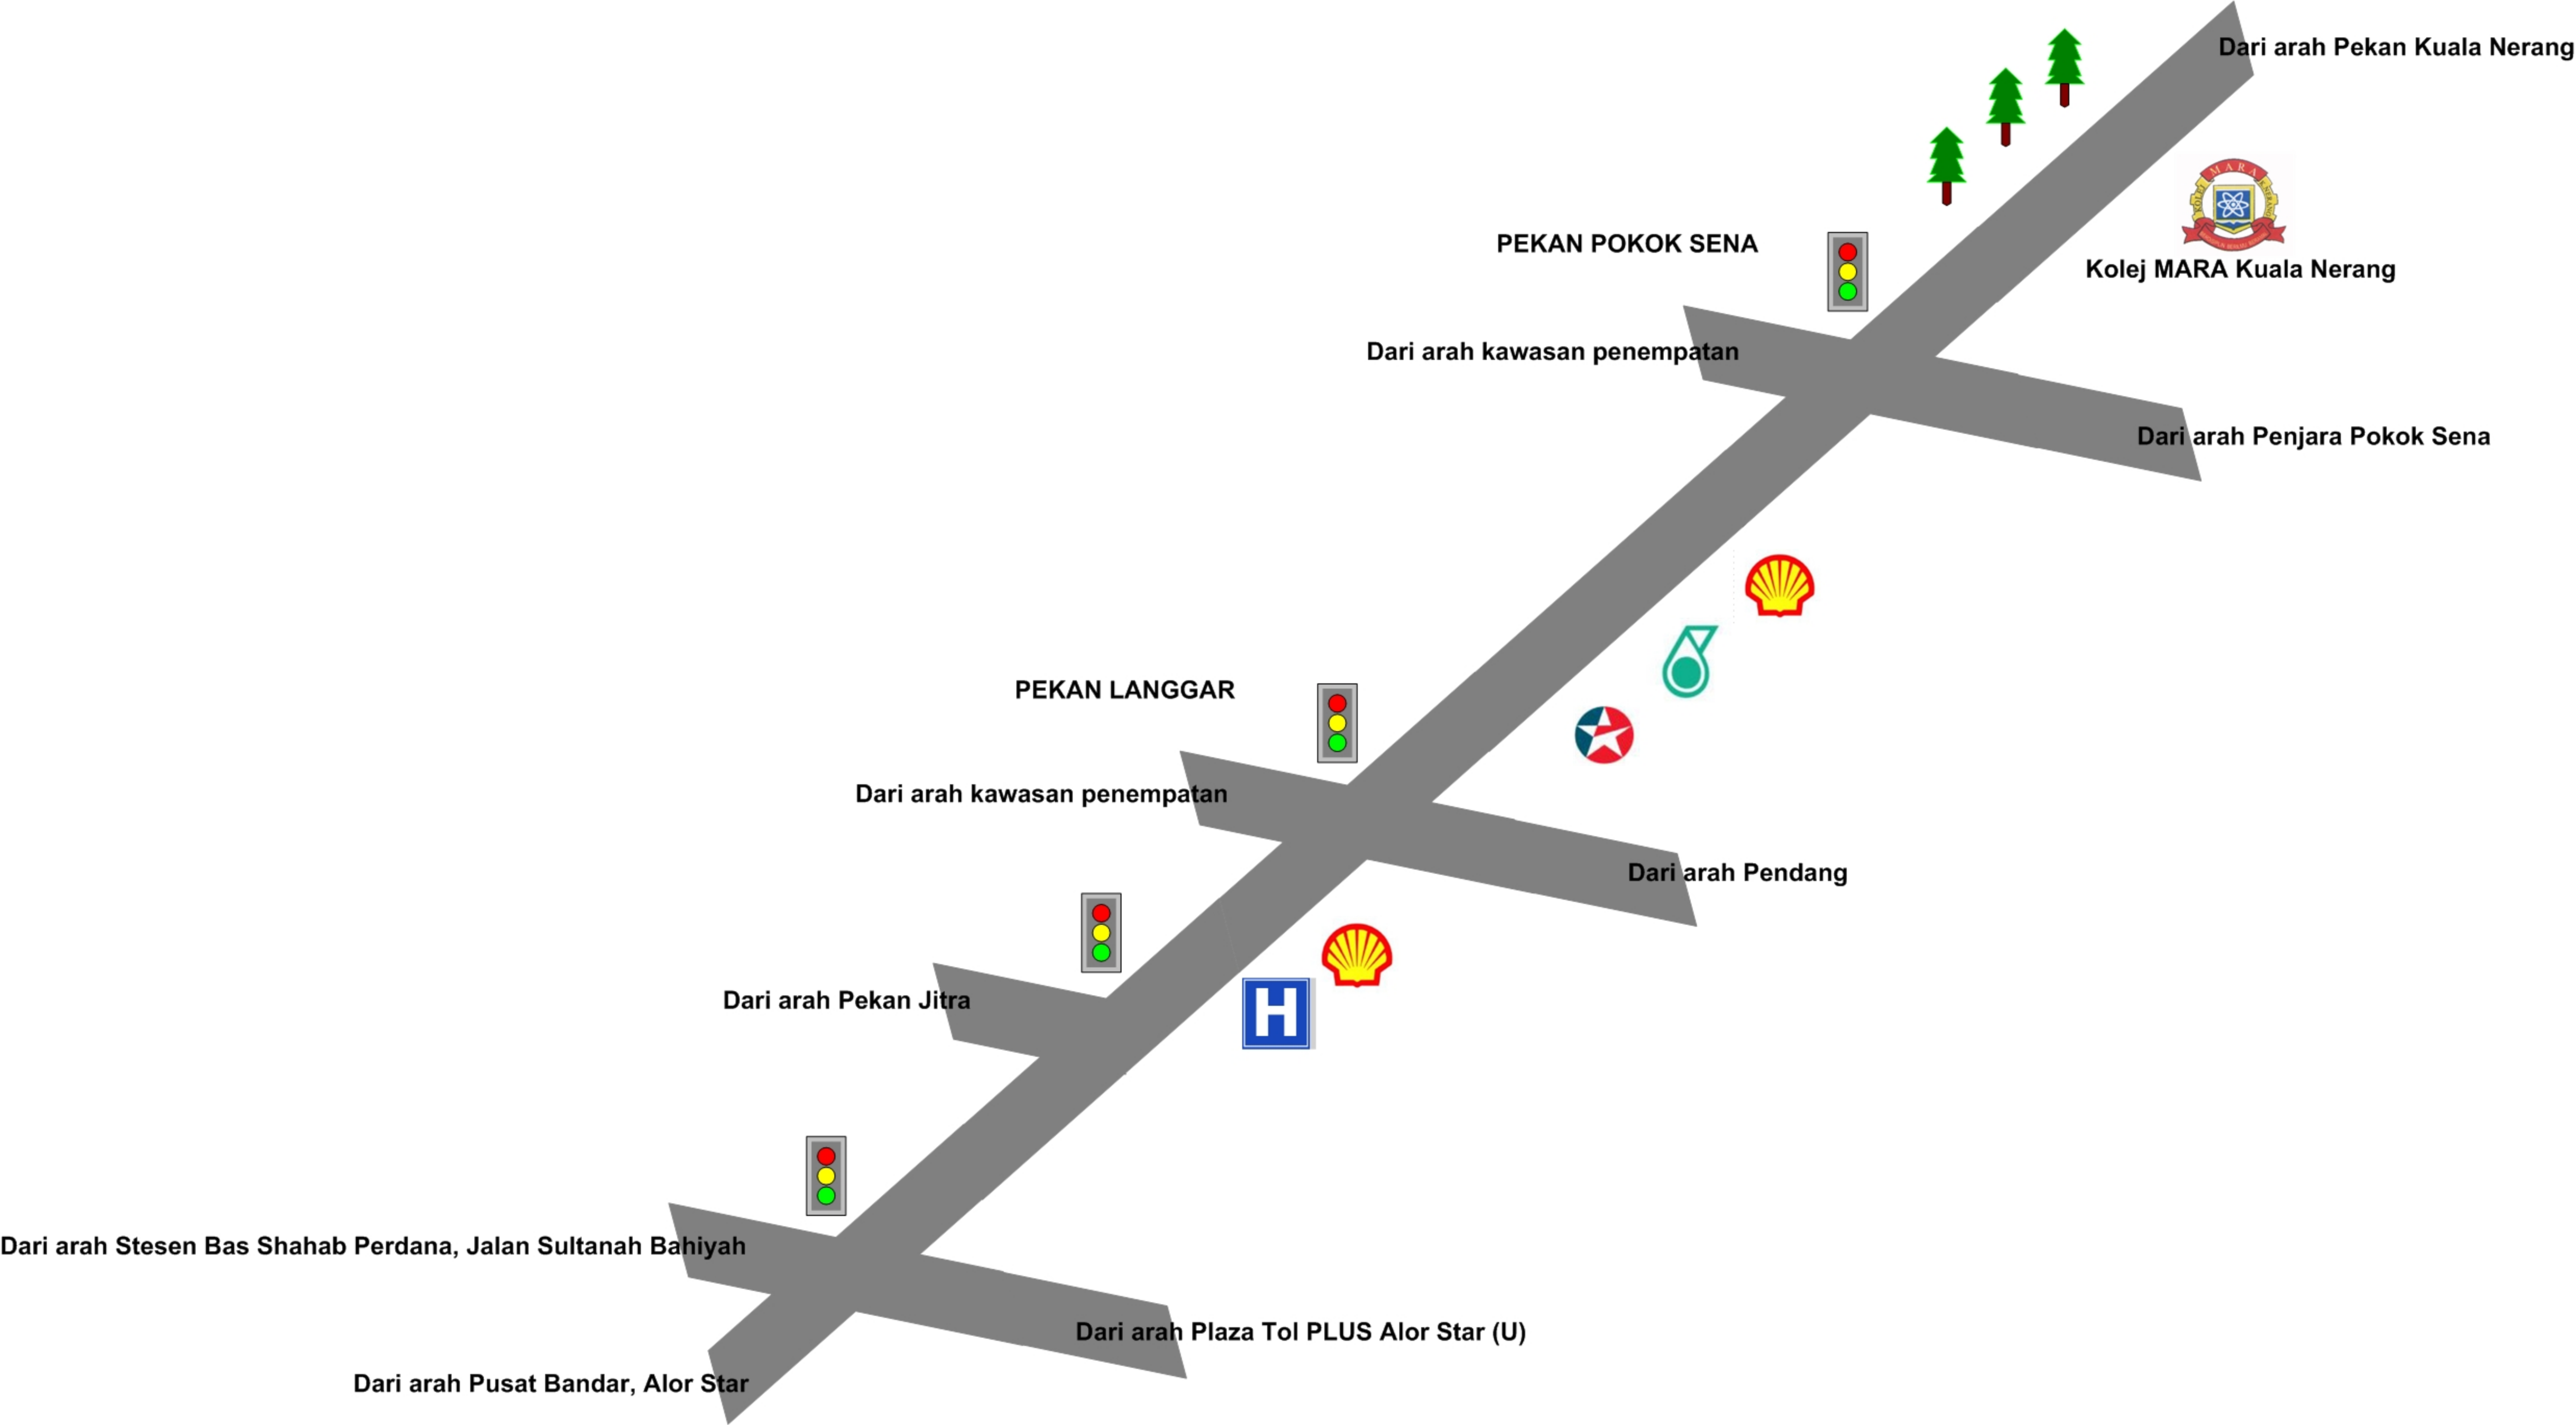 Dari arah Pekan Kuala Nerang
MARA
Kolej MARA Kuala Nerang
PEKAN POKOK SENA
Dari arah kawasan penempatan
Dari arah Penjara Pokok Sena
PEKAN LANGGAR
Dari arah kawasan penempatan
Dari arah Pendang
Dari arah Pekan Jitra
H
Dari arah Stesen Bas Shahab Perdana, Jalan Sultanah Bahiyah
Dari arah Plaza Tol PLUS Alor Star (U)
Dari arah Pusat Bandar, Alor Star